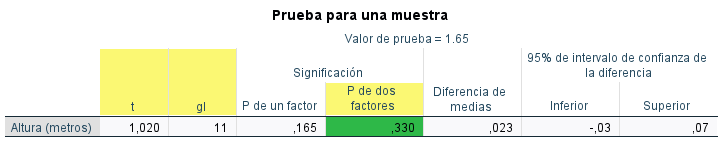 Prueba para una muestra
Valor de prueba = 1.65
Significación
95% de intervalo de confianza de
la diferencia
t
gl
P de un factor
P de dos
factores
Diferencia de
medias
Inferior
Superior
Altura (metros) 1,020 11 ,165 ,330 ,023 -,03 ,07